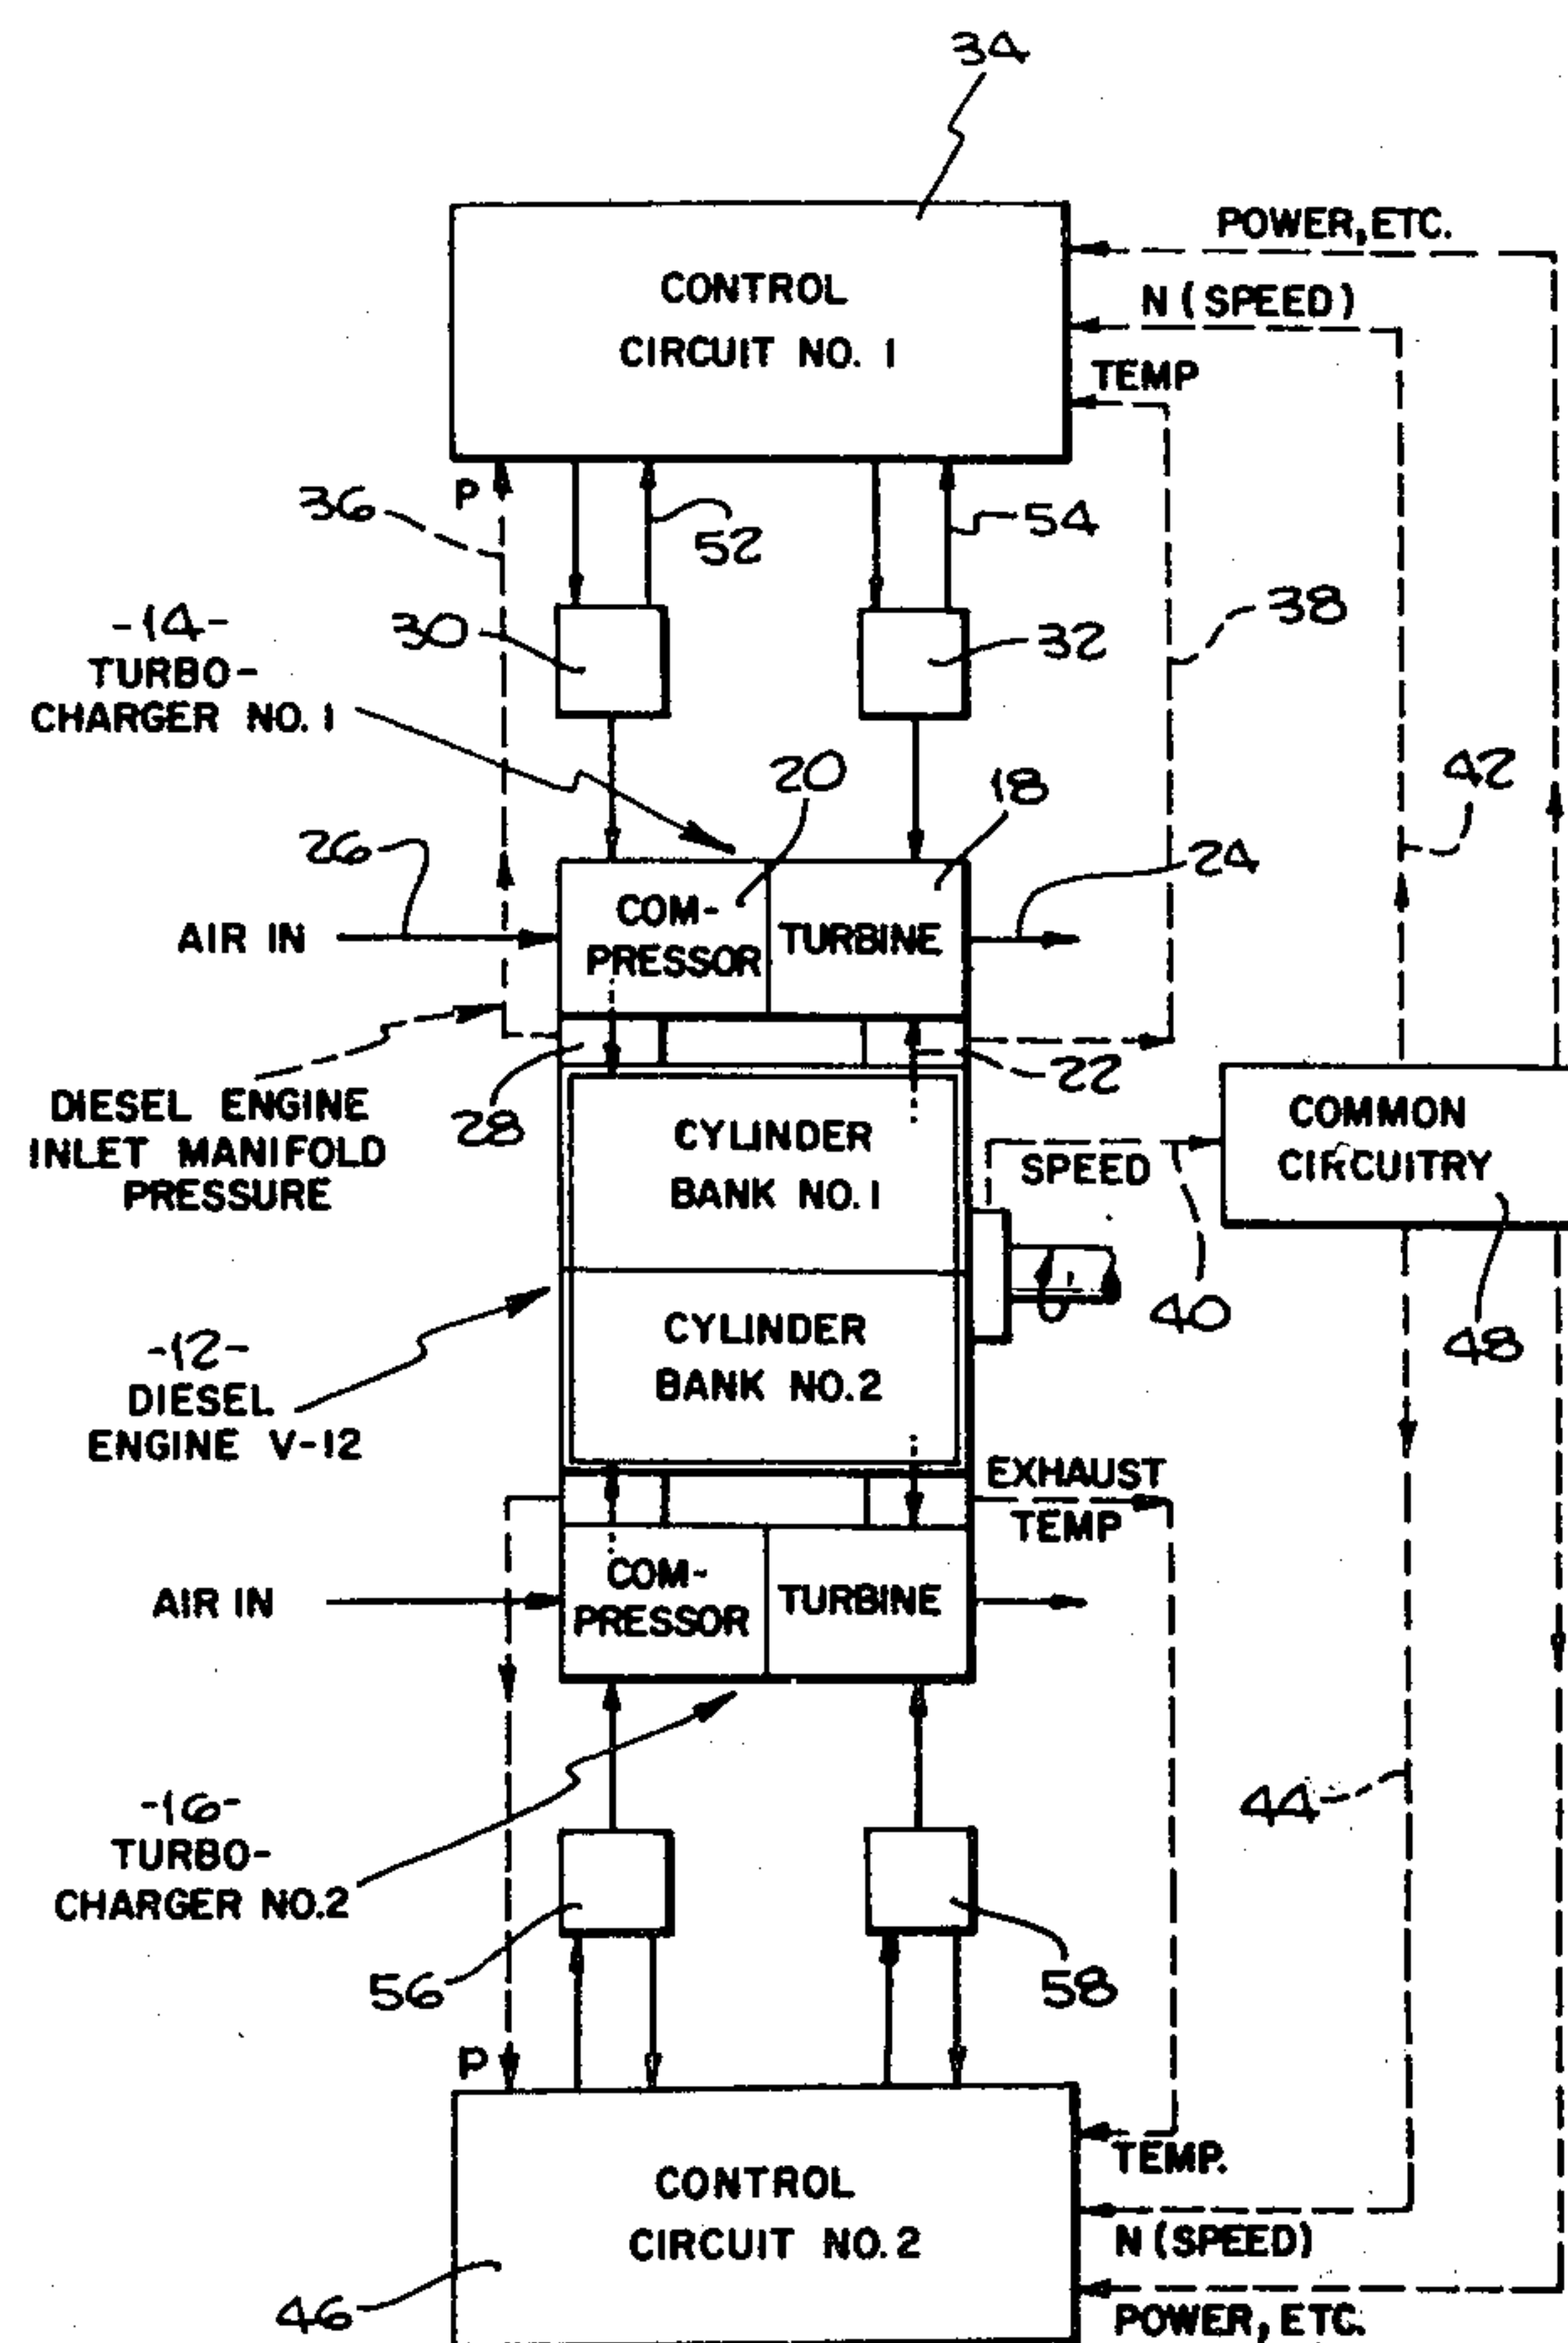 34
POWER, ETC.
CONTROL
CIRCUIT NO. 1
N (SPEED)
TEMP
P
36
52
54
-14-
TURBO-
CHARGER NO. 1
30
32
38
20
18
42
26
24
AIR IN
COM-
PRESSOR
TURBINE
22
28
DIESEL ENGINE
INLET MANIFOLD
PRESSURE
CYLINDER
BANK NO. 1
SPEED
COMMON
CIRCUITRY
40
48
-12-
DIESEL
ENGINE V-12
CYLINDER
BANK NO. 2
EXHAUST
TEMP
AIR IN
COM-
PRESSOR
TURBINE
-16-
TURBO-
CHARGER NO. 2
44
56
58
P
TEMP.
CONTROL
CIRCUIT NO. 2
N (SPEED)
46
POWER, ETC.